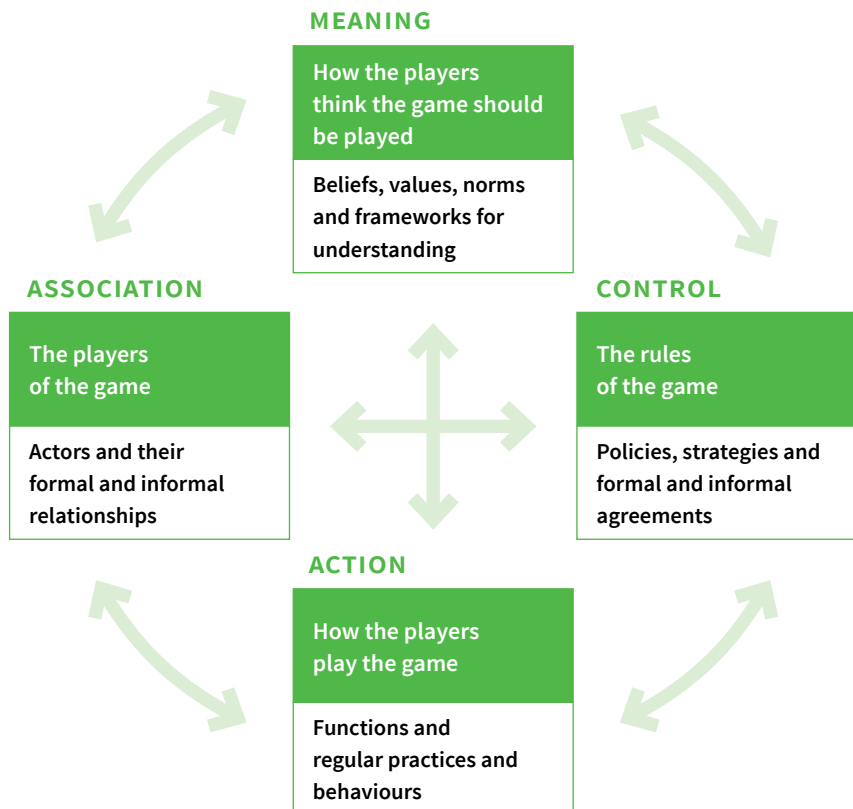 MEANING
How the players
think the game should
be played
Beliefs, values, norms
and frameworks for
understanding
ASSOCIATION
The players
of the game
Actors and their
formal and informal
relationships
CONTROL
The rules
of the game
Policies, strategies and
formal and informal
agreements
ACTION
How the players
play the game
Functions and
regular practices and
behaviours